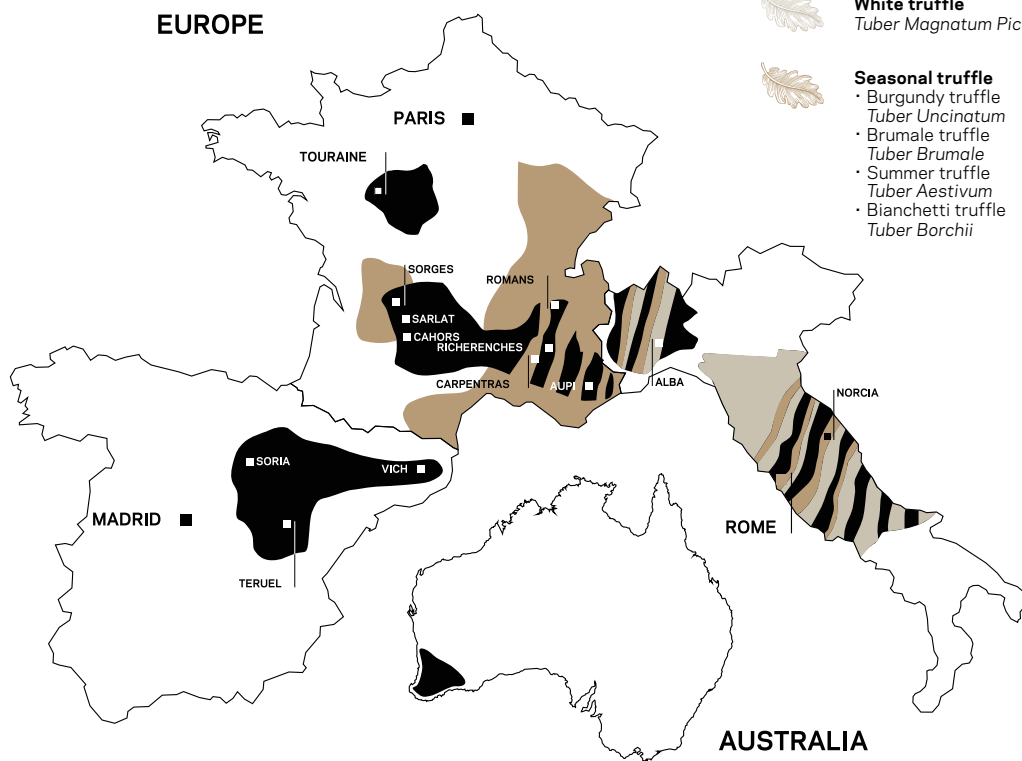 EUROPE
White truffle
Tuber Magnatum Pic
Seasonal truffle
· Burgundy truffle
Tuber Uncinatum
· Brumale truffle
Tuber Brumale
· Summer truffle
Tuber Aestivum
· Bianchetti truffle
Tuber Borchii
PARIS
TOURAINE
SORGES
ROMANS
SARLAT
CAHORS
RICHERENCHES
CARPENTRAS
AUPI
ALBA
NORCIA
SORIA
VICH
MADRID
ROME
TERUEL
AUSTRALIA